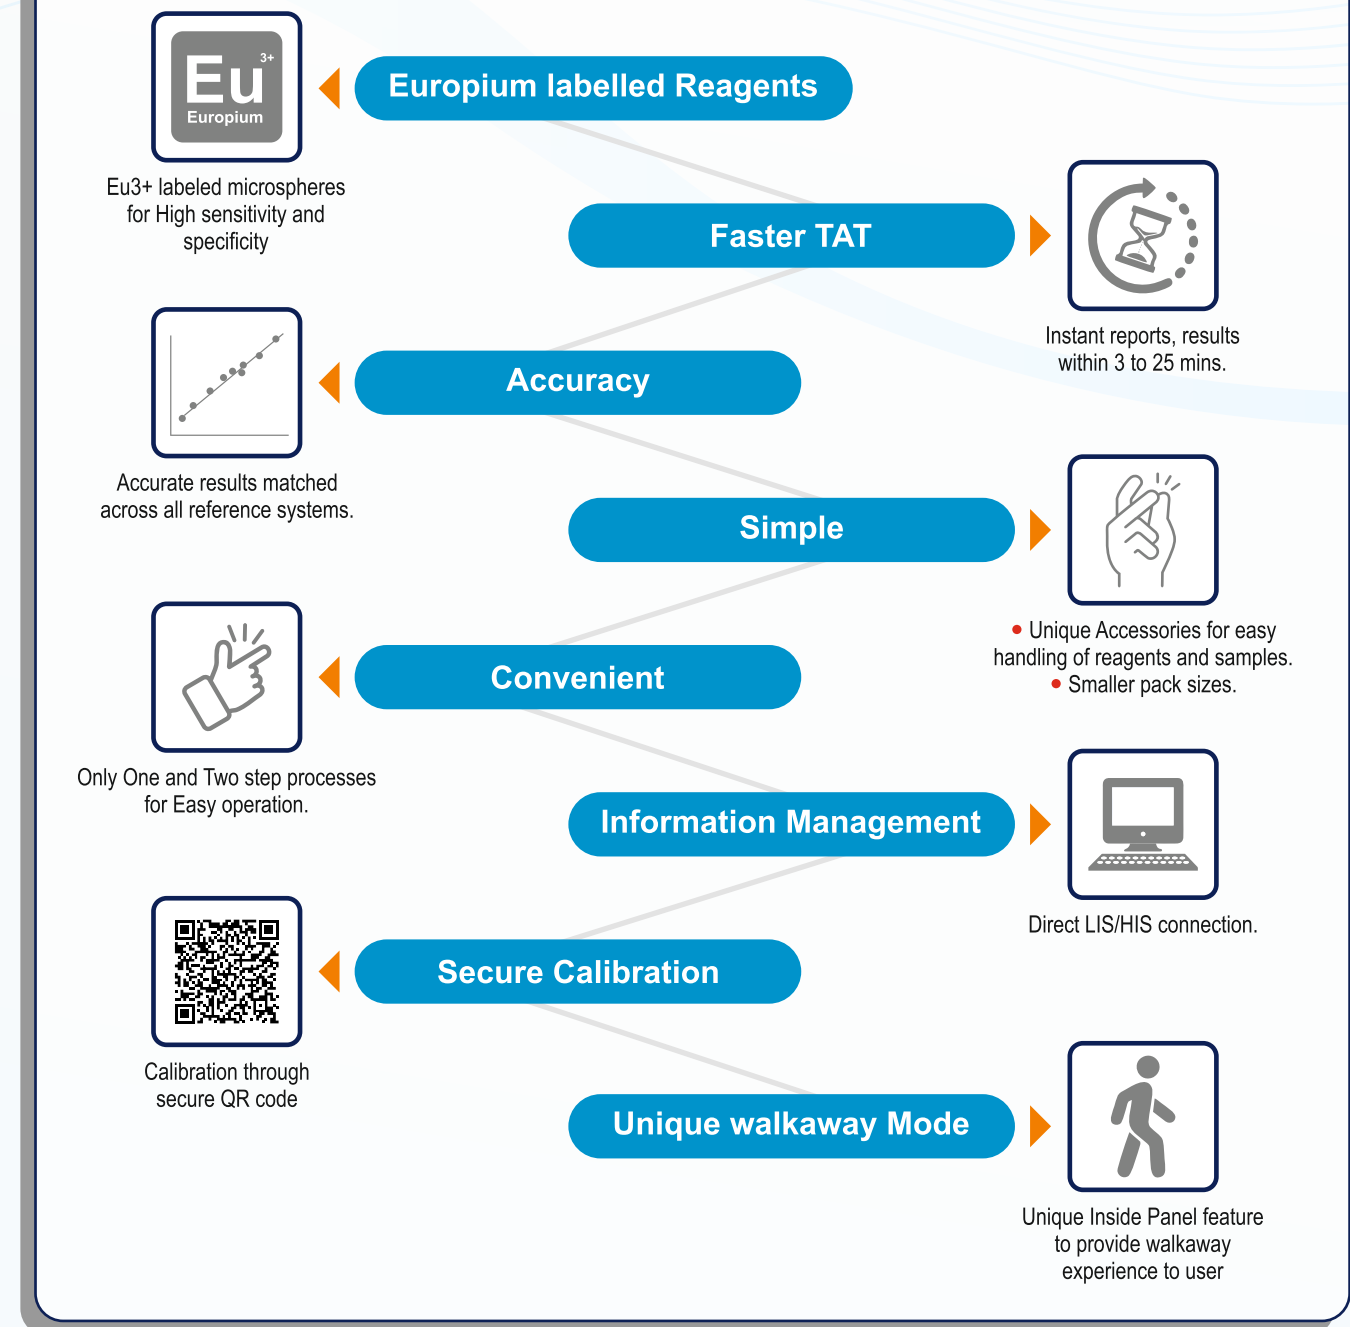 Eu 3+
Europium
Europium labelled Reagents
Eu3+ labeled microspheres
for High sensitivity and
specificity
Faster TAT
Instant reports, results
within 3 to 25 mins.
Accuracy
Accurate results matched
across all reference systems.
Simple
• Unique Accessories for easy
handling of reagents and samples.
• Smaller pack sizes.
Convenient
Only One and Two step processes
for Easy operation.
Information Management
Direct LIS/HIS connection.
Secure Calibration
Calibration through
secure QR code
Unique walkaway Mode
Unique Inside Panel feature
to provide walkaway
experience to user